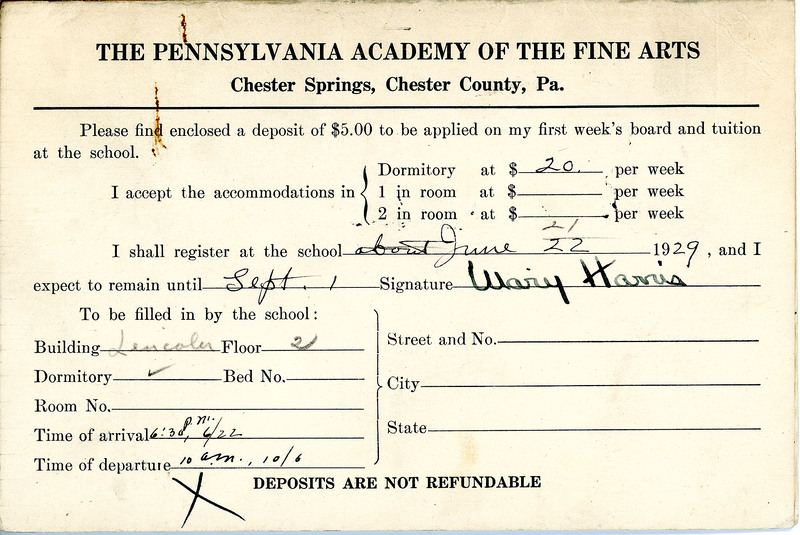 THE PENNSYLVANIA ACADEMY OF THE FINE ARTS
Chester Springs, Chester County, Pa.
Please find enclosed a deposit of $5.00 to be applied on my first week's board and tuition
at the school.
I accept the accommodations in
Dormitory at $ 20. per week
1 in room at $ per week
2 in room at $ per week
21
I shall register at the school about June 22 1929, and I
expect to remain until Sept. 1 Signature Mary Harris
To be filled in by the school:
Building Lincoln Floor 2
Dormitory ✓ Bed No.
Room No.
Time of arrival 6:30 p.m., 6/22
Time of departure 10 a.m., 10/6
Street and No.
City
State
X
DEPOSITS ARE NOT REFUNDABLE